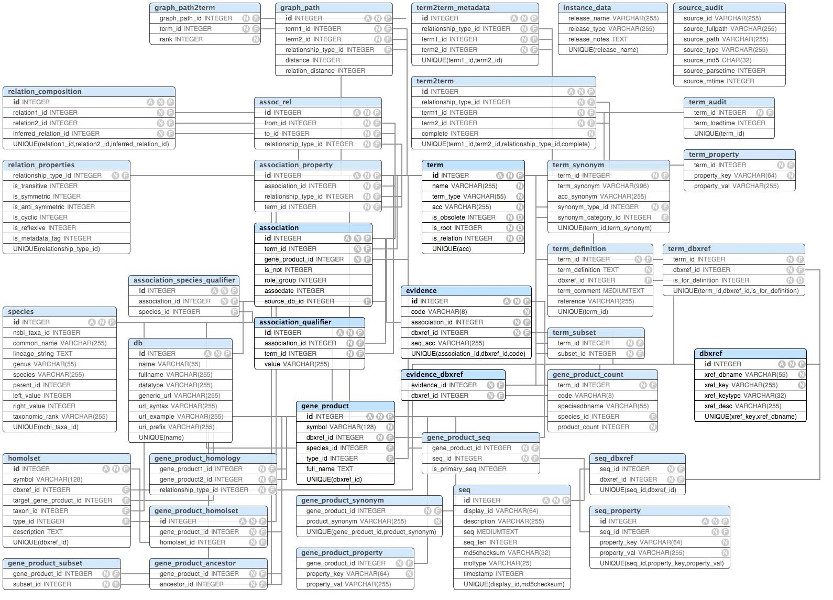 graph_path2term
graph_path_id INTEGER
term_id INTEGER
rank INTEGER
graph_path
id INTEGER
term1_id INTEGER
term2_id INTEGER
relationship_type_id INTEGER
distance INTEGER
relation_distance INTEGER
term2term_metadata
id INTEGER
relationship_type_id INTEGER
term1_id INTEGER
term2_id INTEGER
UNIQUE(term1_id,term2_id)
instance_data
release_name VARCHAR(255)
release_type VARCHAR(255)
release_notes TEXT
UNIQUE(release_name)
source_audit
source_id VARCHAR(255)
source_fullpath VARCHAR(255)
source_path VARCHAR(255)
source_type VARCHAR(255)
source_md5 CHAR(32)
source_parsetime INTEGER
source_mtime INTEGER
relation_composition
id INTEGER
relation1_id INTEGER
relation2_id INTEGER
inferred_relation_id INTEGER
UNIQUE(relation1_id,relation2_id,inferred_relation_id)
assoc_rel
id INTEGER
from_id INTEGER
to_id INTEGER
relationship_type_id INTEGER
term2term
id INTEGER
relationship_type_id INTEGER
term1_id INTEGER
term2_id INTEGER
complete INTEGER
UNIQUE(term1_id,term2_id,relationship_type_id,complete)
term_audit
term_id INTEGER
term_loadtime INTEGER
UNIQUE(term_id)
relation_properties
relationship_type_id INTEGER
is_transitive INTEGER
is_symmetric INTEGER
is_anti_symmetric INTEGER
is_cyclic INTEGER
is_reflexive INTEGER
is_metadata_tag INTEGER
UNIQUE(relationship_type_id)
association_property
id INTEGER
association_id INTEGER
relationship_type_id INTEGER
term_id INTEGER
term
id INTEGER
name VARCHAR(255)
term_type VARCHAR(55)
acc VARCHAR(255)
is_obsolete INTEGER
is_root INTEGER
is_relation INTEGER
UNIQUE(acc)
term_synonym
term_id INTEGER
term_synonym VARCHAR(996)
acc_synonym VARCHAR(255)
synonym_type_id INTEGER
synonym_category_id INTEGER
UNIQUE(term_id,term_synonym)
term_property
term_id INTEGER
property_key VARCHAR(64)
property_val VARCHAR(255)
association
id INTEGER
term_id INTEGER
gene_product_id INTEGER
is_not INTEGER
role_group INTEGER
assocdate INTEGER
source_db_id INTEGER
term_definition
term_id INTEGER
term_definition TEXT
dbxref_id INTEGER
term_comment MEDIUMTEXT
reference VARCHAR(255)
UNIQUE(term_id)
term_dbxref
term_id INTEGER
dbxref_id INTEGER
is_for_definition INTEGER
UNIQUE(term_id,dbxref_id,is_for_definition)
association_species_qualifier
id INTEGER
association_id INTEGER
species_id INTEGER
evidence
id INTEGER
code VARCHAR(8)
association_id INTEGER
dbxref_id INTEGER
seq_acc VARCHAR(255)
UNIQUE(association_id,dbxref_id,code)
species
id INTEGER
ncbi_taxa_id INTEGER
common_name VARCHAR(255)
lineage_string TEXT
genus VARCHAR(55)
species VARCHAR(255)
parent_id INTEGER
left_value INTEGER
right_value INTEGER
taxonomic_rank VARCHAR(255)
UNIQUE(ncbi_taxa_id)
association_qualifier
id INTEGER
association_id INTEGER
term_id INTEGER
value VARCHAR(255)
term_subset
term_id INTEGER
subset_id INTEGER
db
id INTEGER
name VARCHAR(55)
fullname VARCHAR(255)
datatype VARCHAR(255)
generic_url VARCHAR(255)
url_syntax VARCHAR(255)
url_example VARCHAR(255)
uri_prefix VARCHAR(255)
UNIQUE(name)
dbxref
id INTEGER
xref_dbname VARCHAR(55)
xref_key VARCHAR(255)
xref_keytype VARCHAR(32)
xref_desc VARCHAR(255)
UNIQUE(xref_key,xref_dbname)
evidence_dbxref
evidence_id INTEGER
dbxref_id INTEGER
gene_product_count
term_id INTEGER
code VARCHAR(8)
speciesdbname VARCHAR(55)
species_id INTEGER
product_count INTEGER
gene_product
id INTEGER
symbol VARCHAR(128)
dbxref_id INTEGER
species_id INTEGER
type_id INTEGER
full_name TEXT
UNIQUE(dbxref_id)
gene_product_seq
gene_product_id INTEGER
seq_id INTEGER
is_primary_seq INTEGER
homolset
id INTEGER
symbol VARCHAR(128)
dbxref_id INTEGER
target_gene_product_id INTEGER
taxon_id INTEGER
type_id INTEGER
description TEXT
UNIQUE(dbxref_id)
gene_product_homology
gene_product1_id INTEGER
gene_product2_id INTEGER
relationship_type_id INTEGER
seq_dbxref
seq_id INTEGER
dbxref_id INTEGER
UNIQUE(seq_id,dbxref_id)
gene_product_homolset
id INTEGER
gene_product_id INTEGER
homolset_id INTEGER
gene_product_synonym
gene_product_id INTEGER
product_synonym VARCHAR(255)
UNIQUE(gene_product_id,product_synonym)
seq
id INTEGER
display_id VARCHAR(64)
description VARCHAR(255)
seq MEDIUMTEXT
seq_len INTEGER
md5checksum VARCHAR(32)
moltype VARCHAR(25)
timestamp INTEGER
UNIQUE(display_id,md5checksum)
seq_property
id INTEGER
seq_id INTEGER
property_key VARCHAR(64)
property_val VARCHAR(255)
UNIQUE(seq_id,property_key,property_val)
gene_product_subset
gene_product_id INTEGER
subset_id INTEGER
gene_product_ancestor
gene_product_id INTEGER
ancestor_id INTEGER
gene_product_property
gene_product_id INTEGER
property_key VARCHAR(64)
property_val VARCHAR(255)